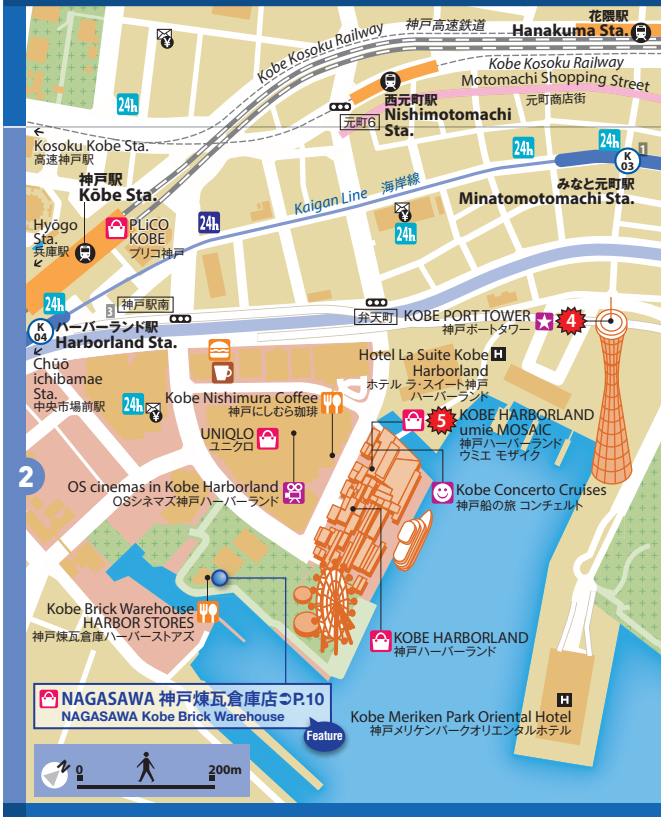 花隈駅
Hanakuma Sta.
Kobe Kosoku Railway 神戸高速鉄道
Kobe Kosoku Railway
Motomachi Shopping Street
元町商店街
24h
西元町駅
Nishimotomachi
Sta.
元町6
Kosoku Kobe Sta.
高速神戸駅
24h
24h
1
K
03
みなと元町駅
Minatomotomachi Sta.
神戸駅
Kōbe Sta.
Kaigan Line 海岸線
Hyōgo
Sta.
兵庫駅
PLiCO
KOBE
プリコ神戸
24h
24h
24h
3
神戸駅南
K
04
ハーバーランド駅
Harborland Sta.
弁天町
KOBE PORT TOWER
神戸ポートタワー
4
Chūō
ichibamae
Sta.
中央市場前駅
Hotel La Suite Kobe
Harborland
ホテル ラ・スイート神戸
ハーバーランド
H
24h
Kobe Nishimura Coffee
神戸にしむら珈琲
5
KOBE HARBORLAND
umie MOSAIC
神戸ハーバーランド
ウミエ モザイク
UNIQLO
ユニクロ
2
OS cinemas in Kobe Harborland
OSシネマズ神戸ハーバーランド
Kobe Concerto Cruises
神戸船の旅 コンチェルト
Kobe Brick Warehouse
HARBOR STORES
神戸煉瓦倉庫ハーバーストアズ
KOBE HARBORLAND
神戸ハーバーランド
NAGASAWA 神戸煉瓦倉庫店➲P.10
NAGASAWA Kobe Brick Warehouse
Feature
H
Kobe Meriken Park Oriental Hotel
神戸メリケンパークオリエンタルホテル
N
0
200m